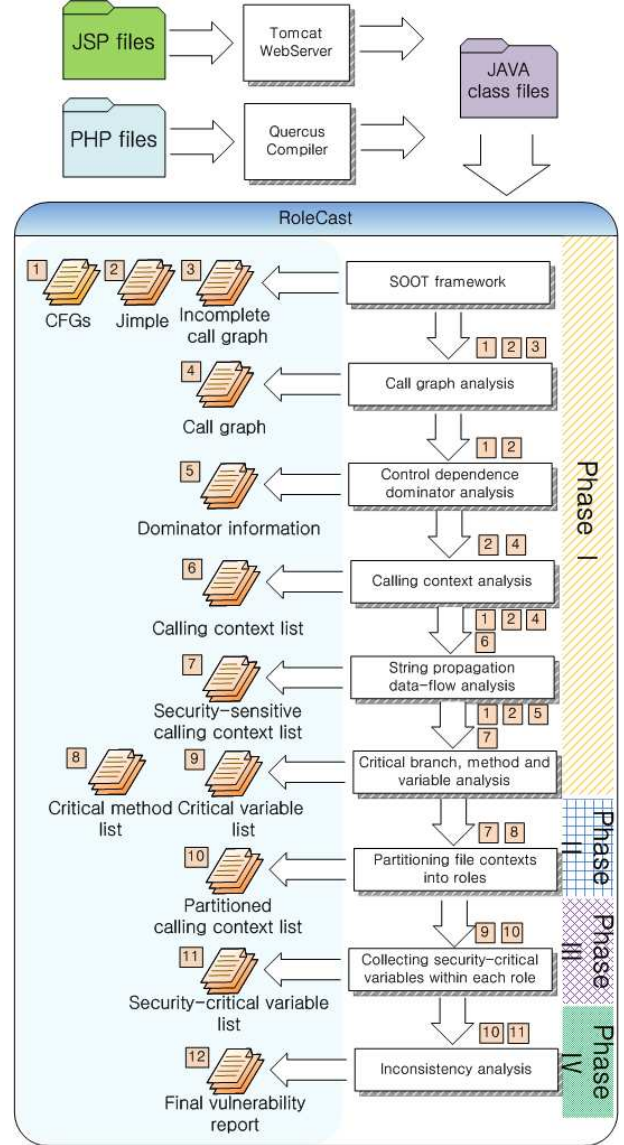 JSP files
Tomcat
WebServer
JAVA
class files
PHP files
Quercus
Compiler
RoleCast
1
2
3
CFGs
Jimple
Incomplete
call graph
SOOT framework
1 2 3
4
Call graph
Call graph analysis
1 2
5
Dominator information
Control dependence
dominator analysis
2 4
6
Calling context list
Calling context analysis
1 2 4
6
7
Security-sensitive
calling context list
String propagation
data-flow analysis
1 2 5
7
8
Critical method
list
9
Critical variable
list
Critical branch, method and
variable analysis
Phase I
7 8
10
Partitioned
calling context list
Partitioning file contexts
into roles
Phase
II
9 10
11
Security-critical variable
list
Collecting security-critical
variables within each role
Phase
III
10 11
12
Final vulnerability
report
Inconsistency analysis
Phase
IV